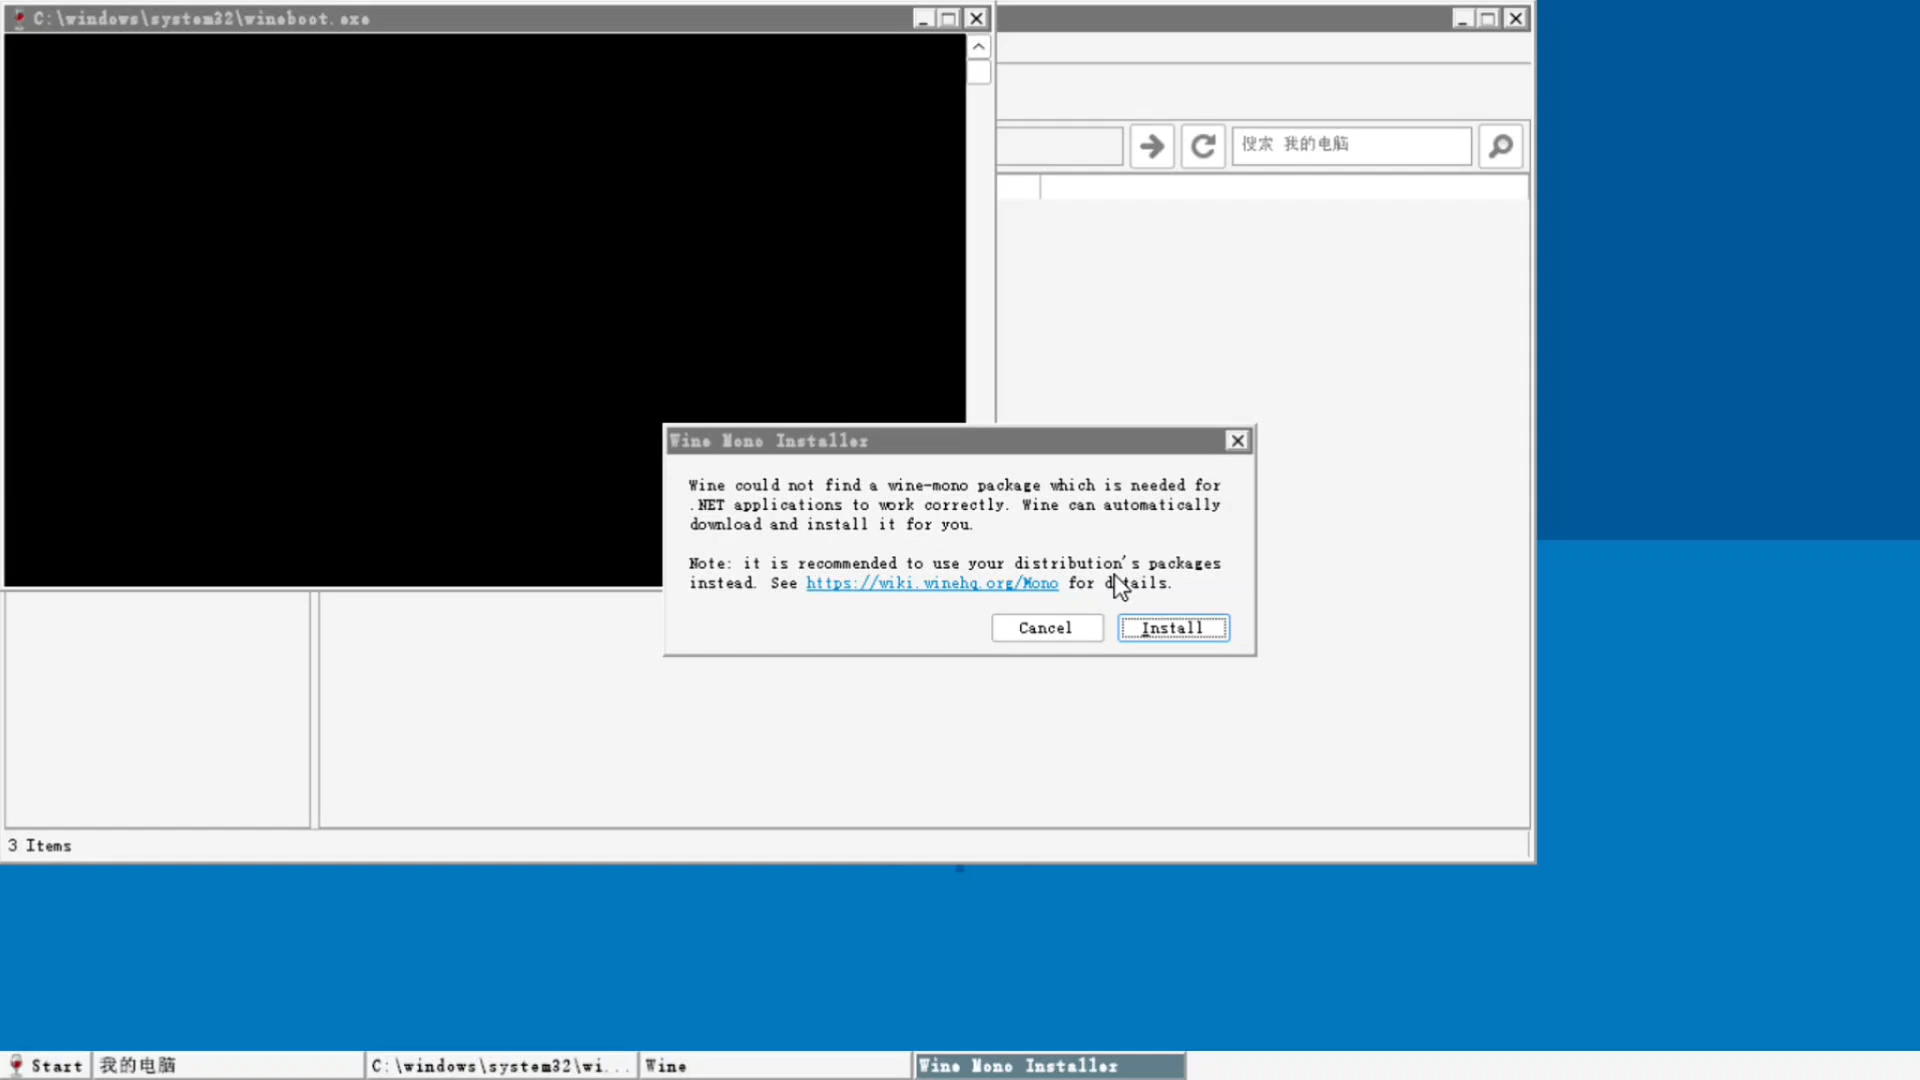 C:\windows\system32\wineboot.exe
搜索 我的电脑
Wine Mono Installer
Wine could not find a wine-mono package which is needed for
.NET applications to work correctly. Wine can automatically
download and install it for you.
Note: it is recommended to use your distribution's packages
instead. See https://wiki.winehq.org/Mono for details.
Cancel
Install
3 Items
Start
我的电脑
C:\windows\system32\wi...
Wine
Wine Mono Installer